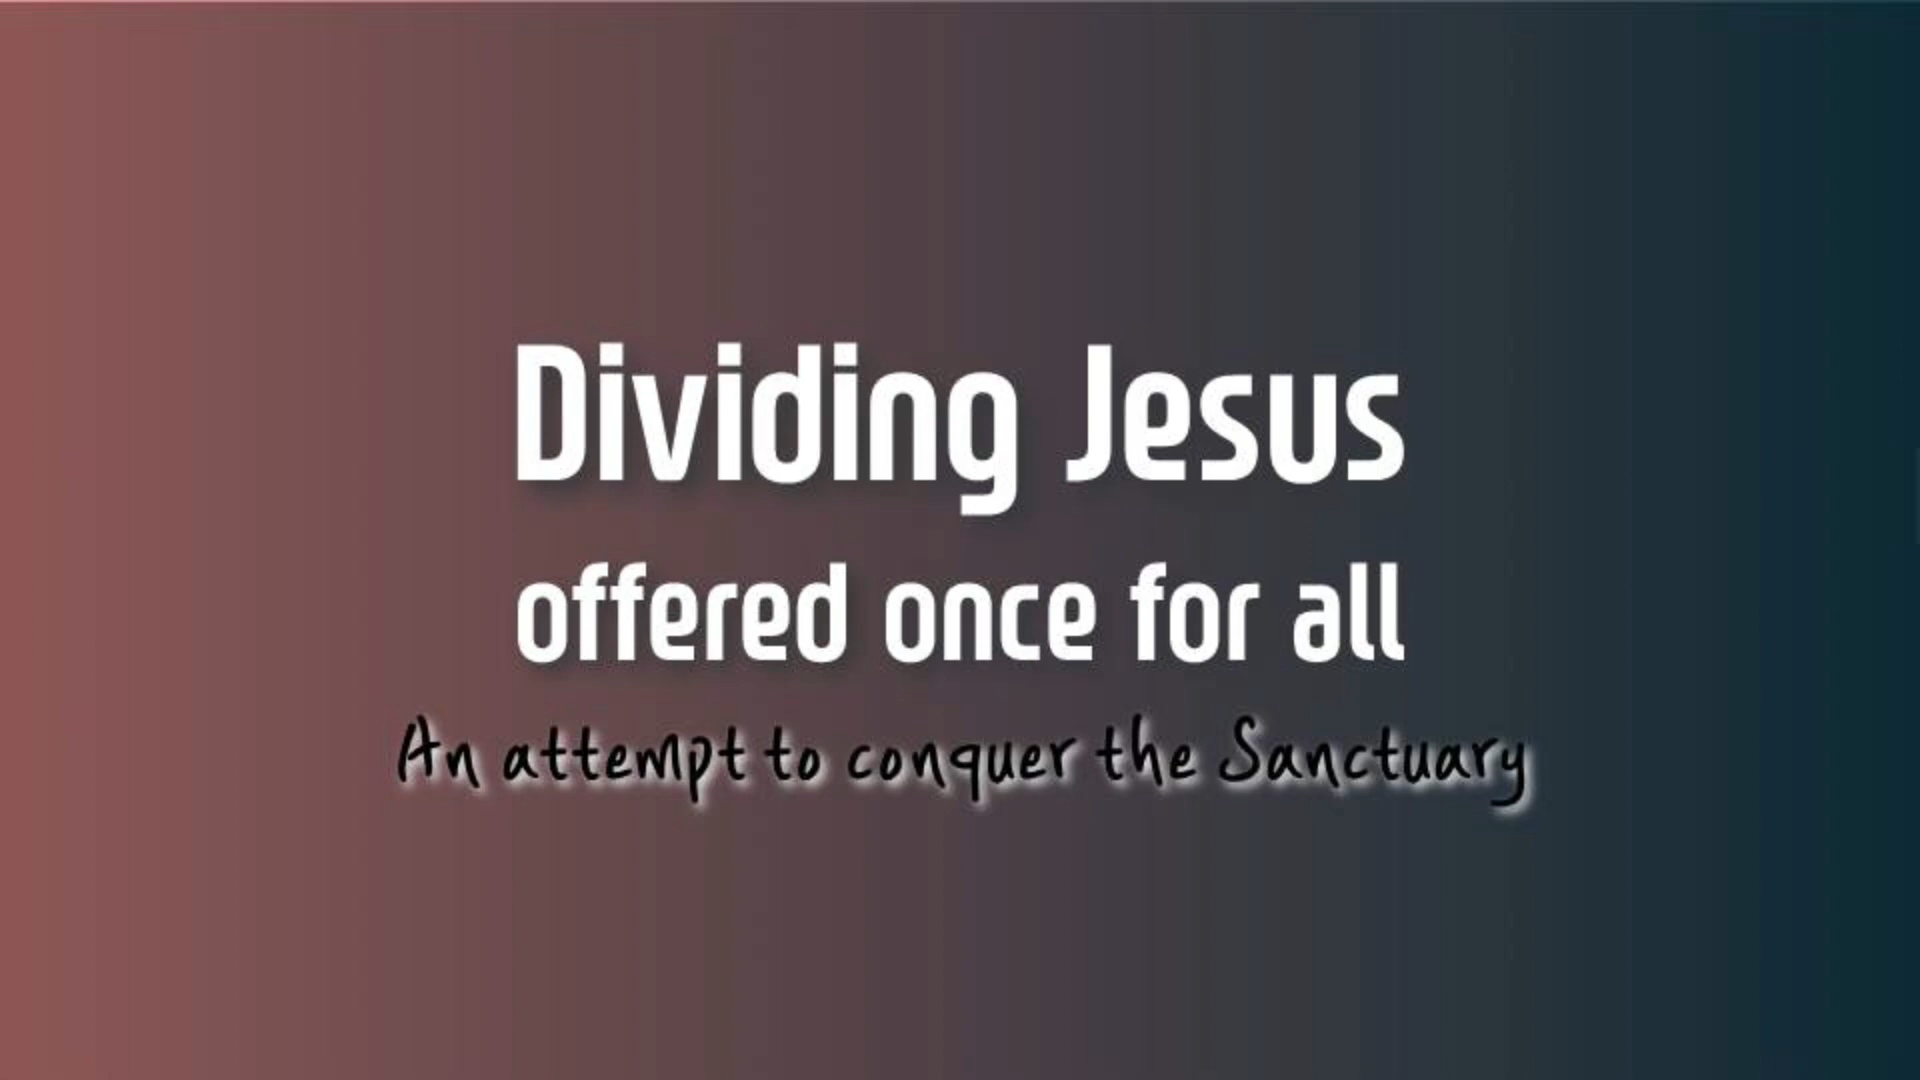 Dividing Jesus
offered once for all
An attempt to conquer the Sanctuary